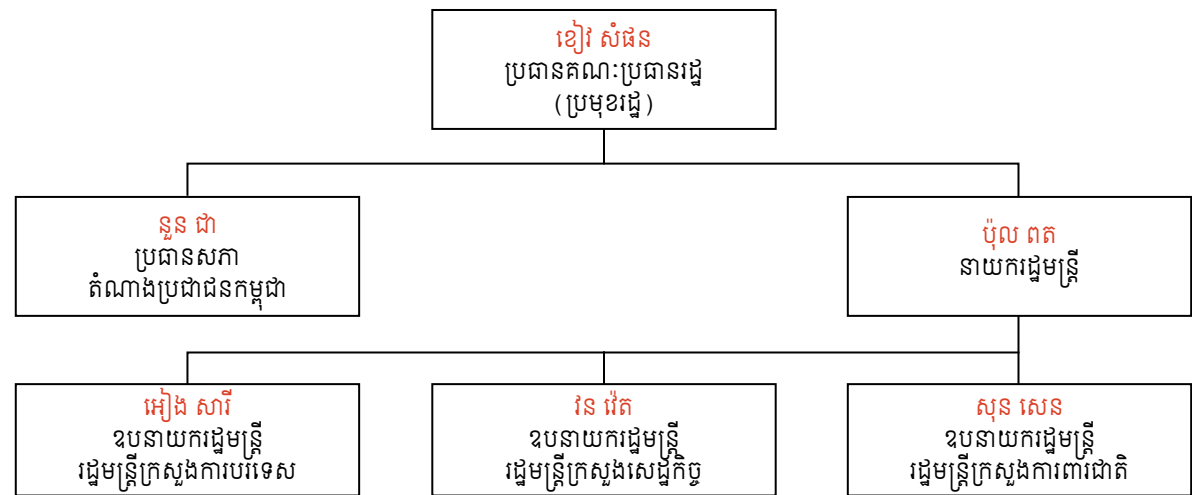 ខៀវ សំផន
ប្រធានគណៈប្រធានរដ្ឋ
(ប្រមុខរដ្ឋ)
នួន ជា
ប្រធានសភា
តំណាងប្រជាជនកម្ពុជា
ប៉ុល ពត
នាយករដ្ឋមន្ត្រី
អៀង សារី
ឧបនាយករដ្ឋមន្ត្រី
រដ្ឋមន្ត្រីក្រសួងការបរទេស
វន វ៉េត
ឧបនាយករដ្ឋមន្ត្រី
រដ្ឋមន្ត្រីក្រសួងសេដ្ឋកិច្ច
សុន សេន
ឧបនាយករដ្ឋមន្ត្រី
រដ្ឋមន្ត្រីក្រសួងការពារជាតិ